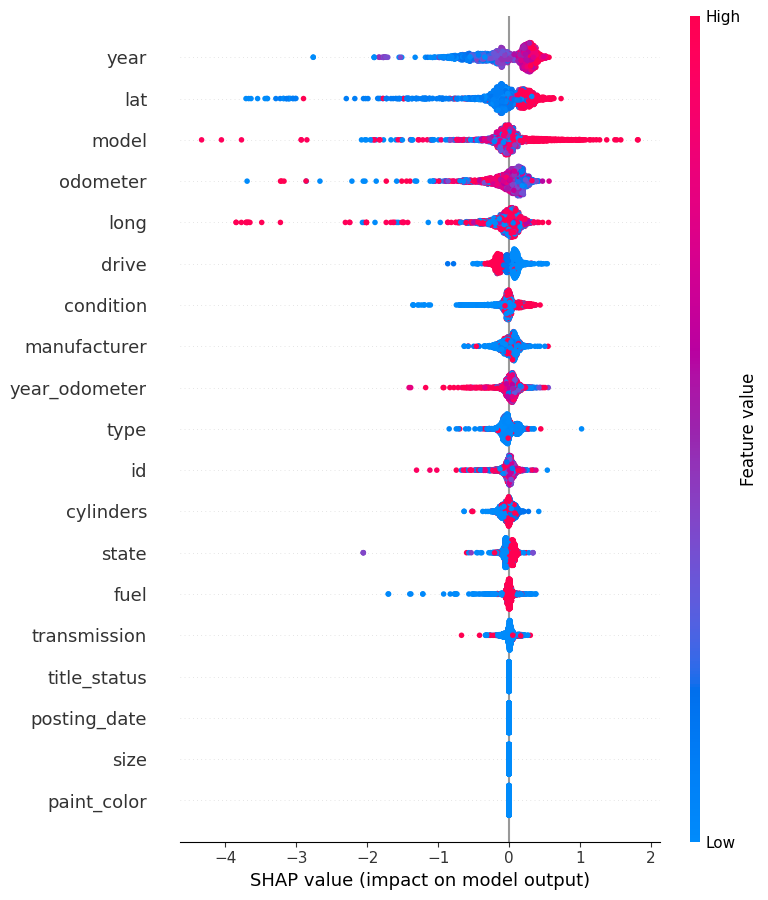 High
year
lat
model
odometer
long
drive
condition
manufacturer
year_odometer
type
id
cylinders
state
fuel
transmission
title_status
posting_date
size
paint_color
Feature value
Low
−4 −3 −2 −1 0 1 2
SHAP value (impact on model output)